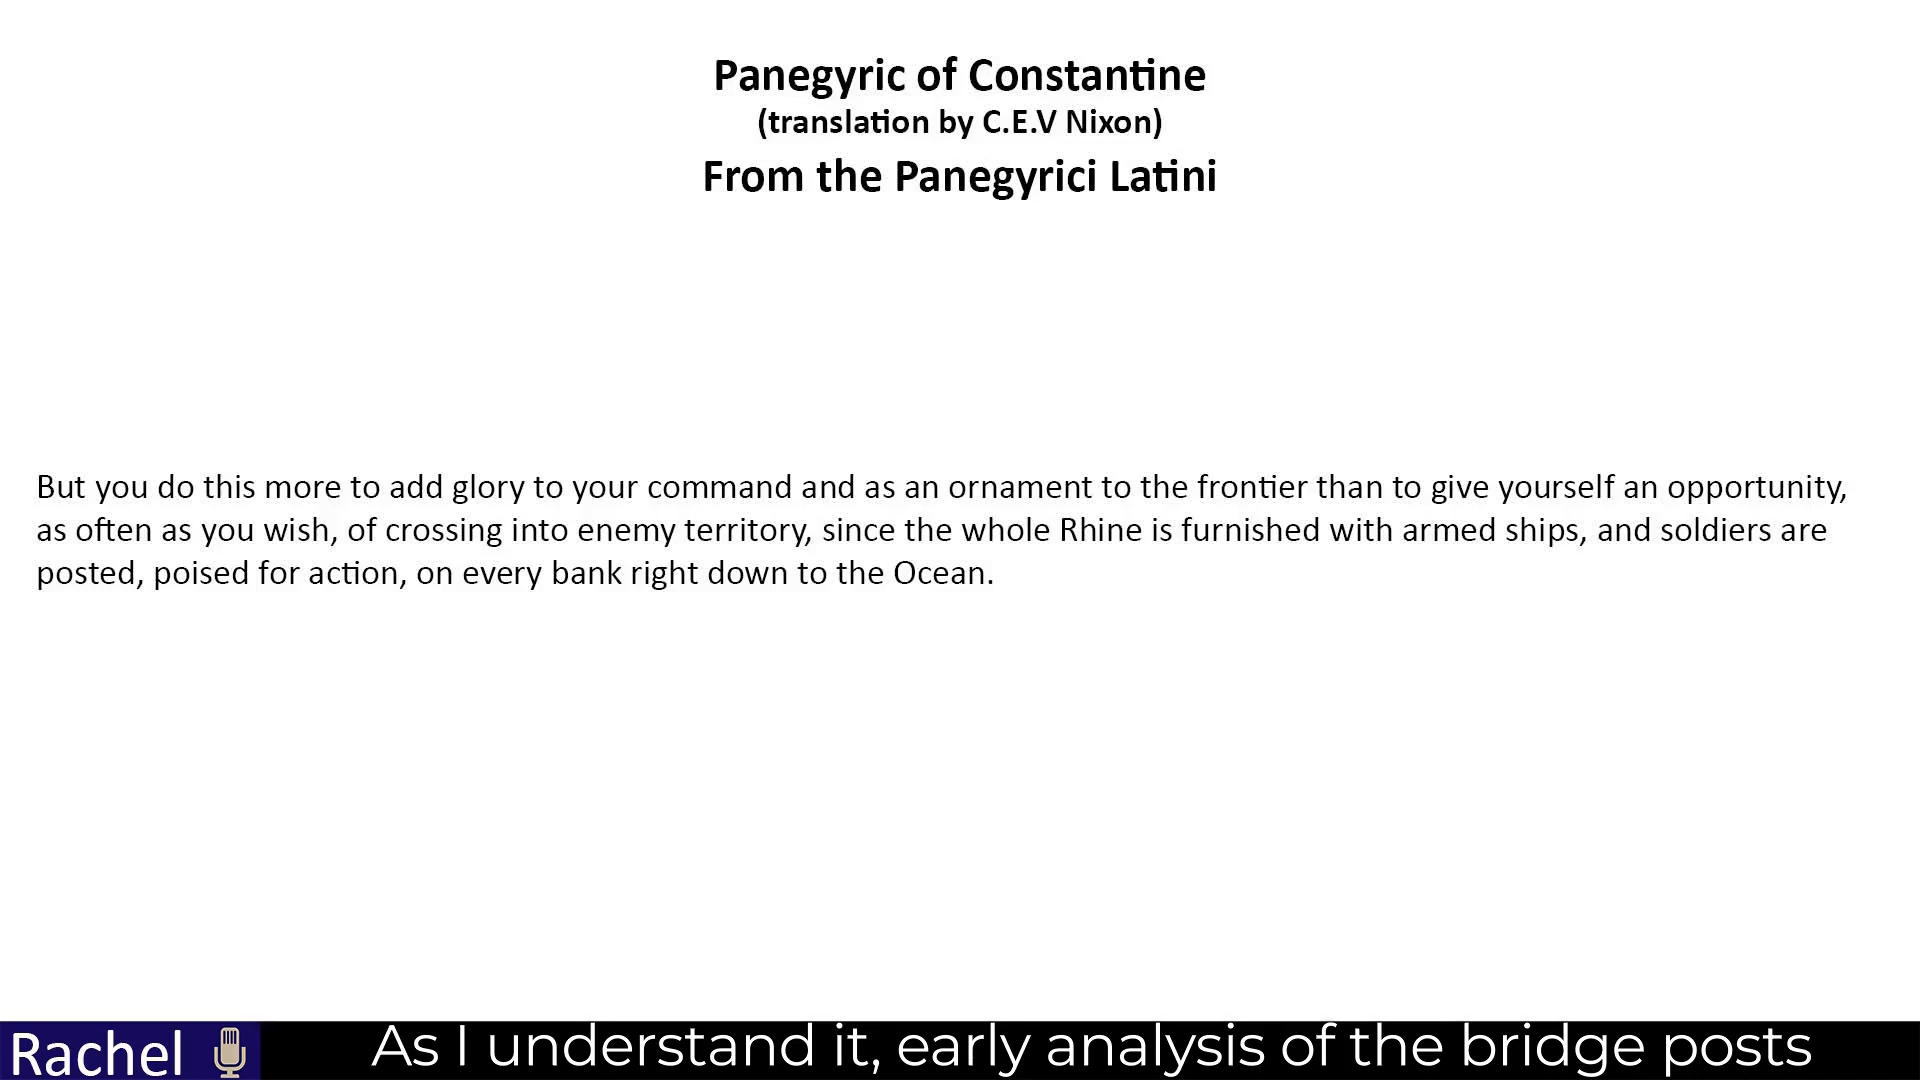 Panegyric of Constantine
(translation by C.E.V Nixon)
From the Panegyrici Latini
But you do this more to add glory to your command and as an ornament to the frontier than to give yourself an opportunity,
as often as you wish, of crossing into enemy territory, since the whole Rhine is furnished with armed ships, and soldiers are
posted, poised for action, on every bank right down to the Ocean.
Rachel
As I understand it, early analysis of the bridge posts